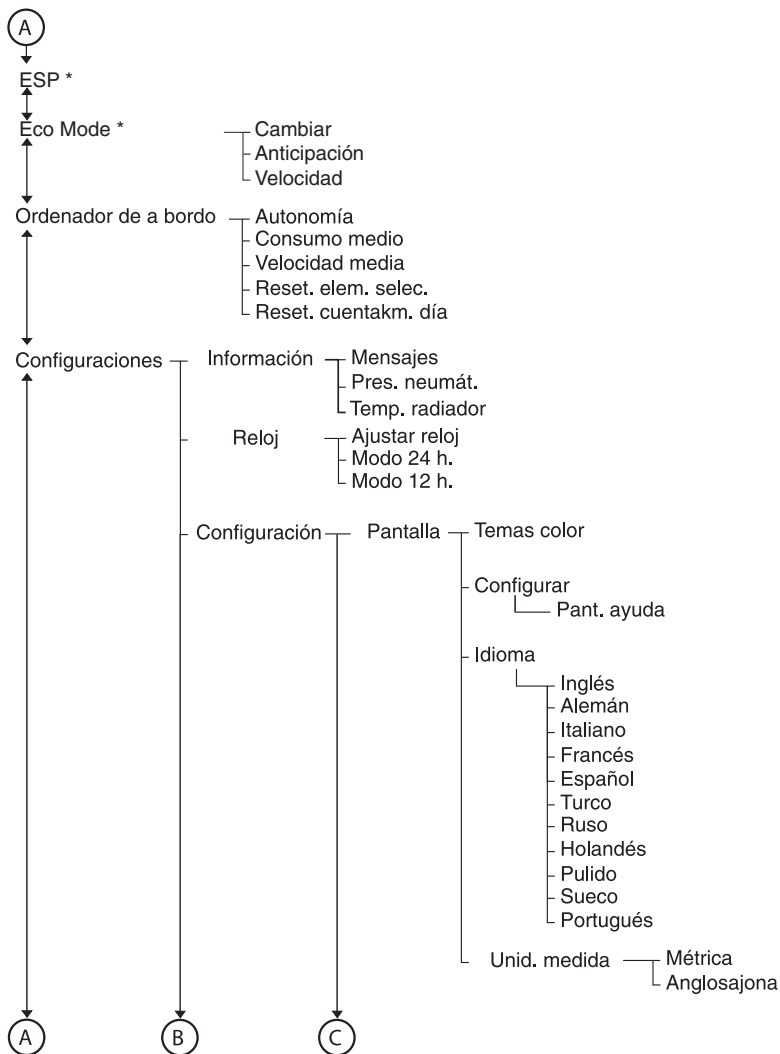 A
ESP *
Eco Mode *
Cambiar
Anticipación
Velocidad
Ordenador de a bordo
Autonomía
Consumo medio
Velocidad media
Reset. elem. selec.
Reset. cuentakm. día
Configuraciones
Información
Mensajes
Pres. neumát.
Temp. radiador
Reloj
Ajustar reloj
Modo 24 h.
Modo 12 h.
Configuración
Pantalla
Temas color
Configurar
Pant. ayuda
Idioma
Inglés
Alemán
Italiano
Francés
Español
Turco
Ruso
Holandés
Pulido
Sueco
Portugués
Unid. medida
Métrica
Anglosajona
A
B
C